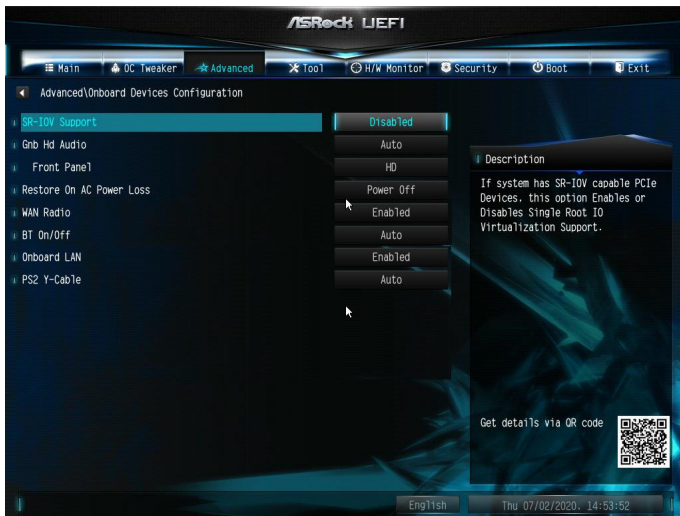 ASRock UEFI
Main
OC Tweaker
Advanced
Tool
H/W Monitor
Security
Boot
Exit
Advanced\Onboard Devices Configuration
SR-IOV Support
Disabled
Gnb Hd Audio
Auto
Front Panel
HD
Restore On AC Power Loss
Power Off
WAN Radio
Enabled
BT On/Off
Auto
Onboard LAN
Enabled
PS2 Y-Cable
Auto
Description
If system has SR-IOV capable PCIe
Devices, this option Enables or
Disables Single Root IO
Virtualization Support.
Get details via QR code
English
Thu 07/02/2020, 14:53:52